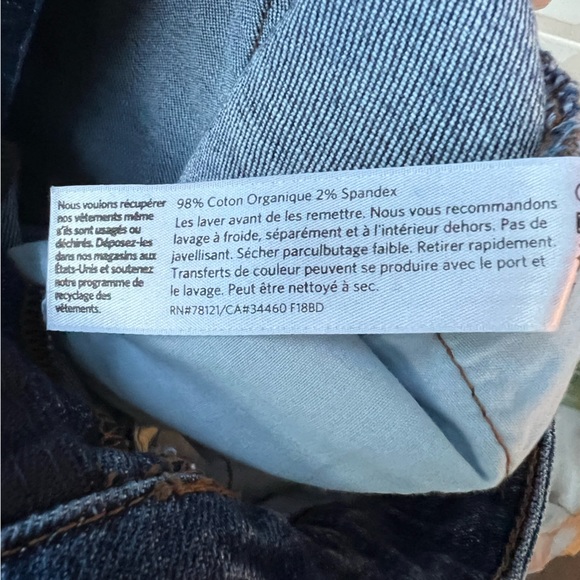 Nous vouions récupérer
nos vêtements même
s'ils sont usagés ou
déchirés. Déposez-les
dans nos magasins aux
États-Unis et soutenez
notre programme de
recyclage des
vêtements.
98% Coton Organique 2% Spandex
Les laver avant de les remettre. Nous vous recommandons
lavage à froide, séparément et à l'intérieur dehors. Pas de
javellisant. Sécher parculbutage faible. Retirer rapidement.
Transferts de couleur peuvent se produire avec le port et
le lavage. Peut être nettoyé à sec.
RN#78121/CA#34460 F18BD